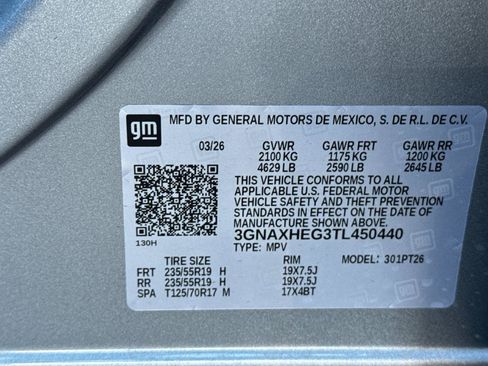 gm MFD BY GENERAL MOTORS DE MEXICO, S. DE R.L. DE C.V.
03/26 GVWR GAWR FRT GAWR RR
2100 KG 1175 KG 1200 KG
4629 LB 2590 LB 2645 LB
THIS VEHICLE CONFORMS TO ALL
APPLICABLE U.S. FEDERAL MOTOR
VEHICLE SAFETY AND THEFT PREVENTION
STANDARDS IN EFFECT ON THE DATE OF
MANUFACTURE SHOWN ABOVE.
3GNAXHEG3TL450440
130H
TYPE: MPV
TIRE SIZE RIM MODEL: 301PT26
FRT 235/55R19 H 19X7.5J
RR 235/55R19 H 19X7.5J
SPA T125/70R17 M 17X4BT